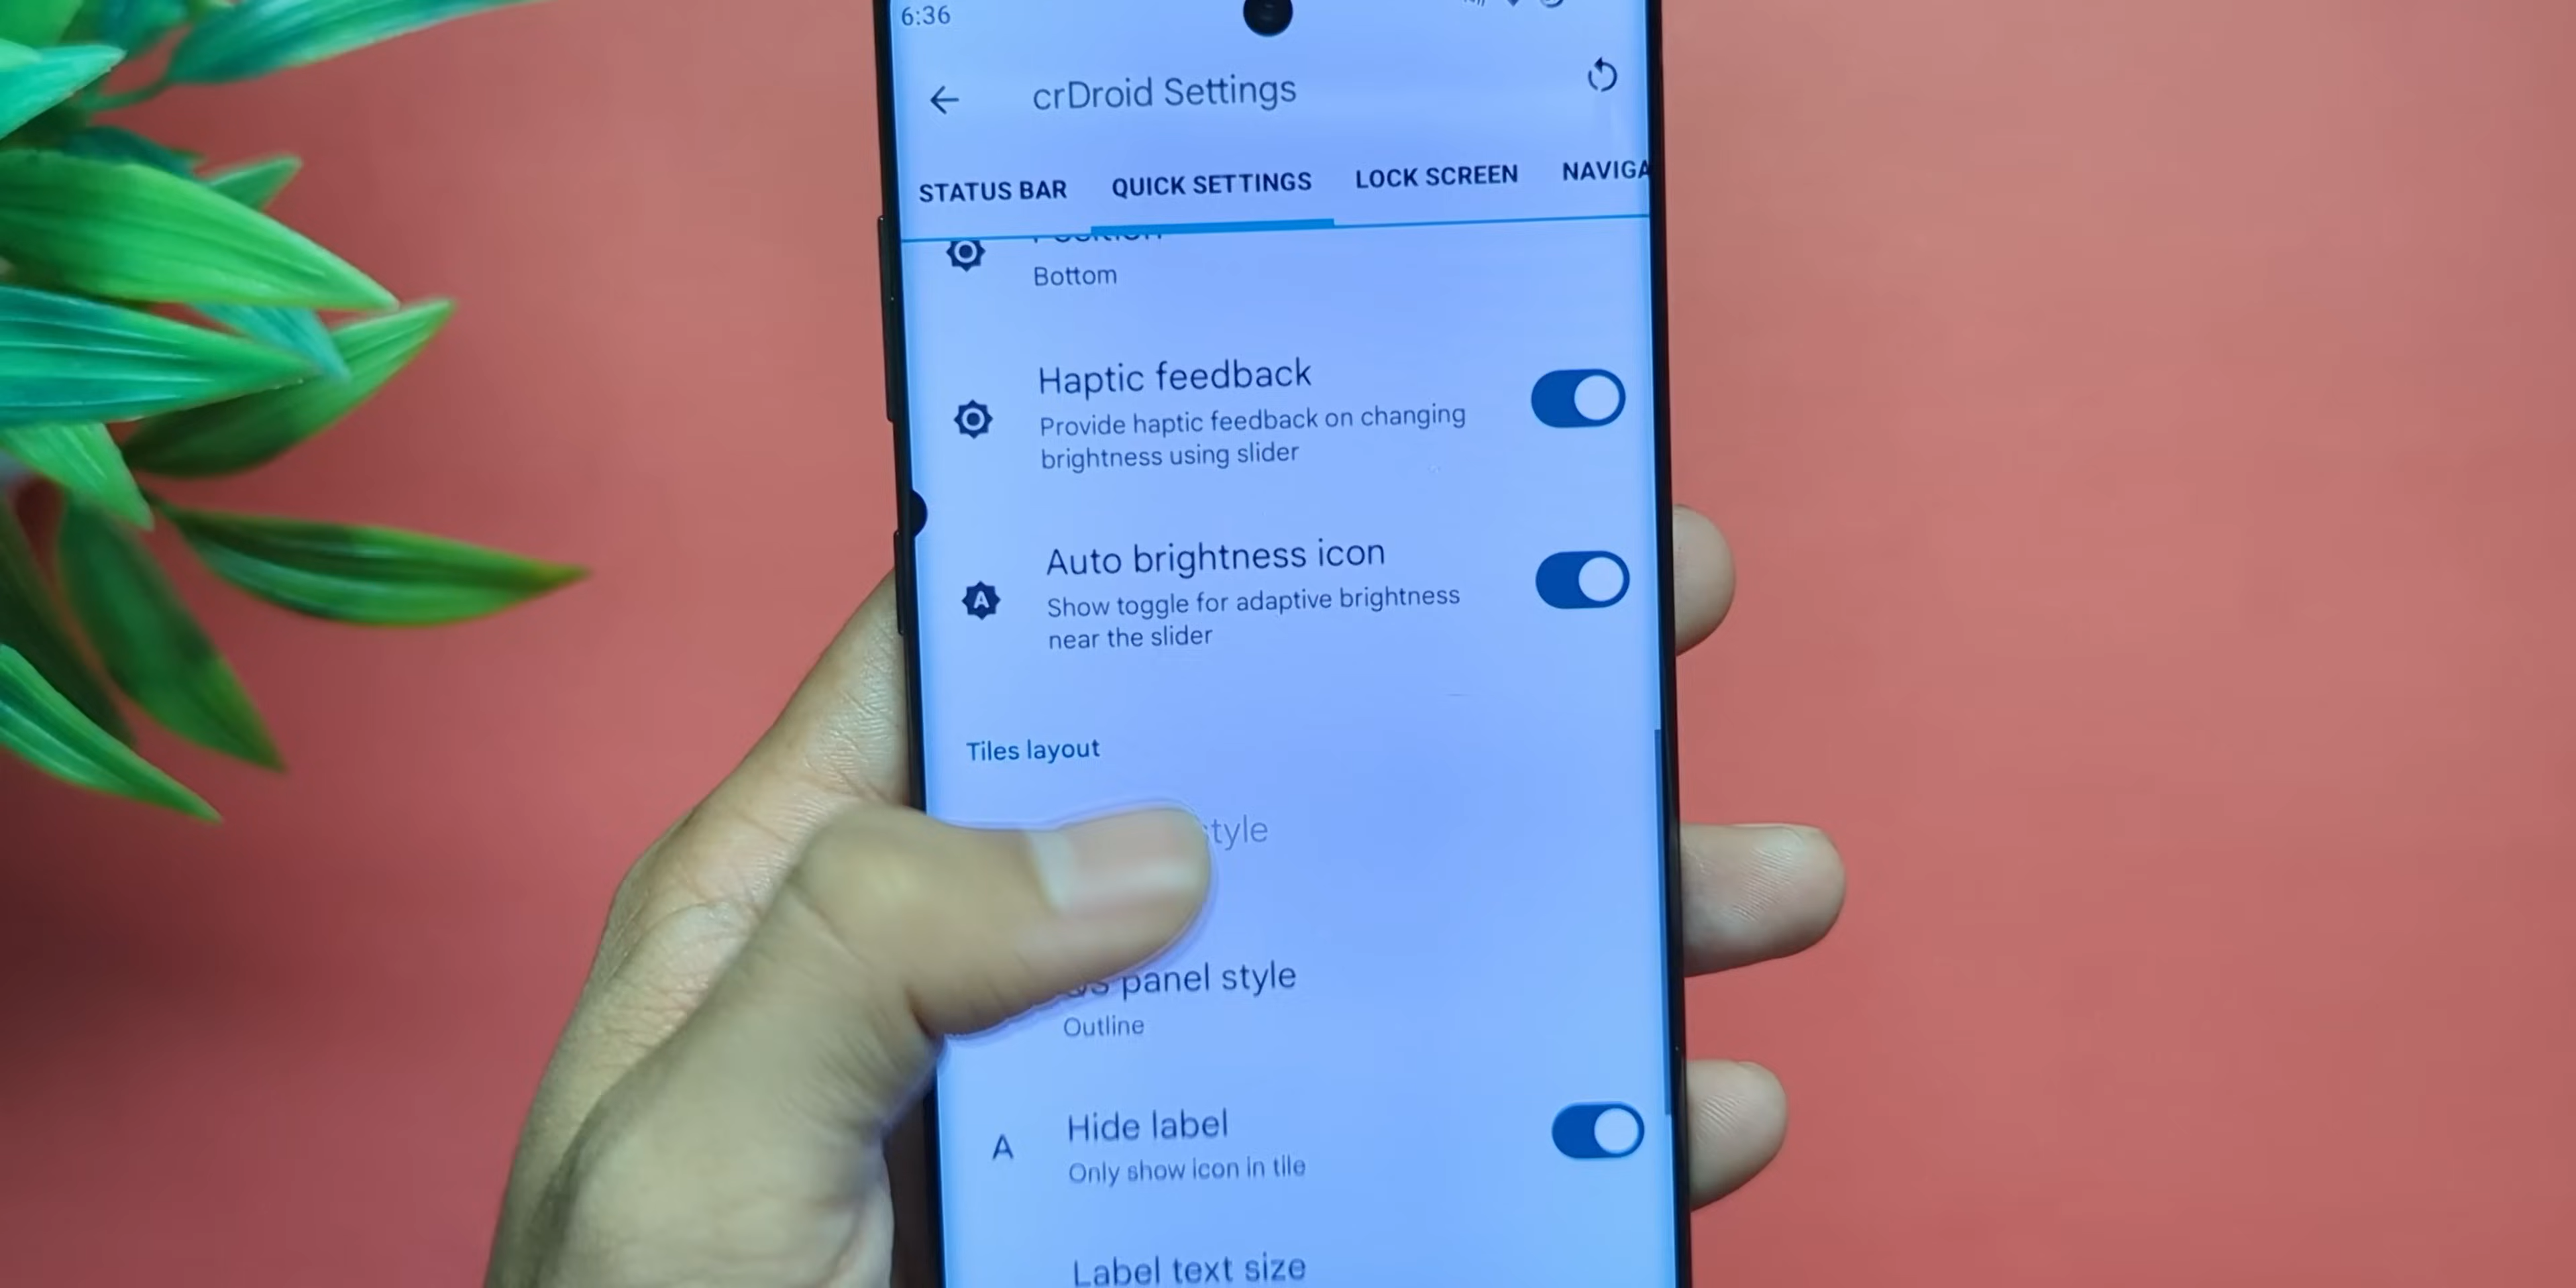 6:36
crDroid Settings
STATUS BAR QUICK SETTINGS LOCK SCREEN NAVIGA
Bottom
Haptic feedback
Provide haptic feedback on changing
brightness using slider
Auto brightness icon
A
Show toggle for adaptive brightness
near the slider
Tiles layout
style
panel style
Outline
A
Hide label
Only show icon in tile
Label text size